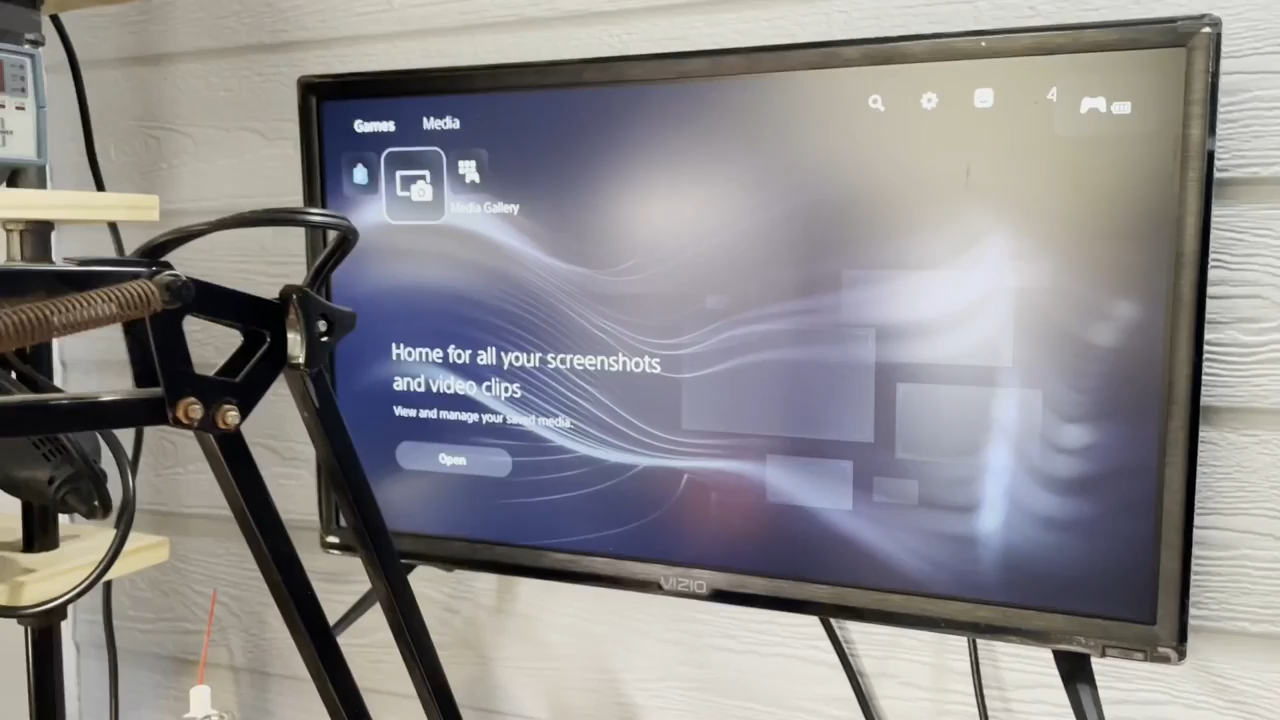 Games Media
4
Media Gallery
Home for all your screenshots
and video clips
View and manage your saved media.
Open
VIZIO